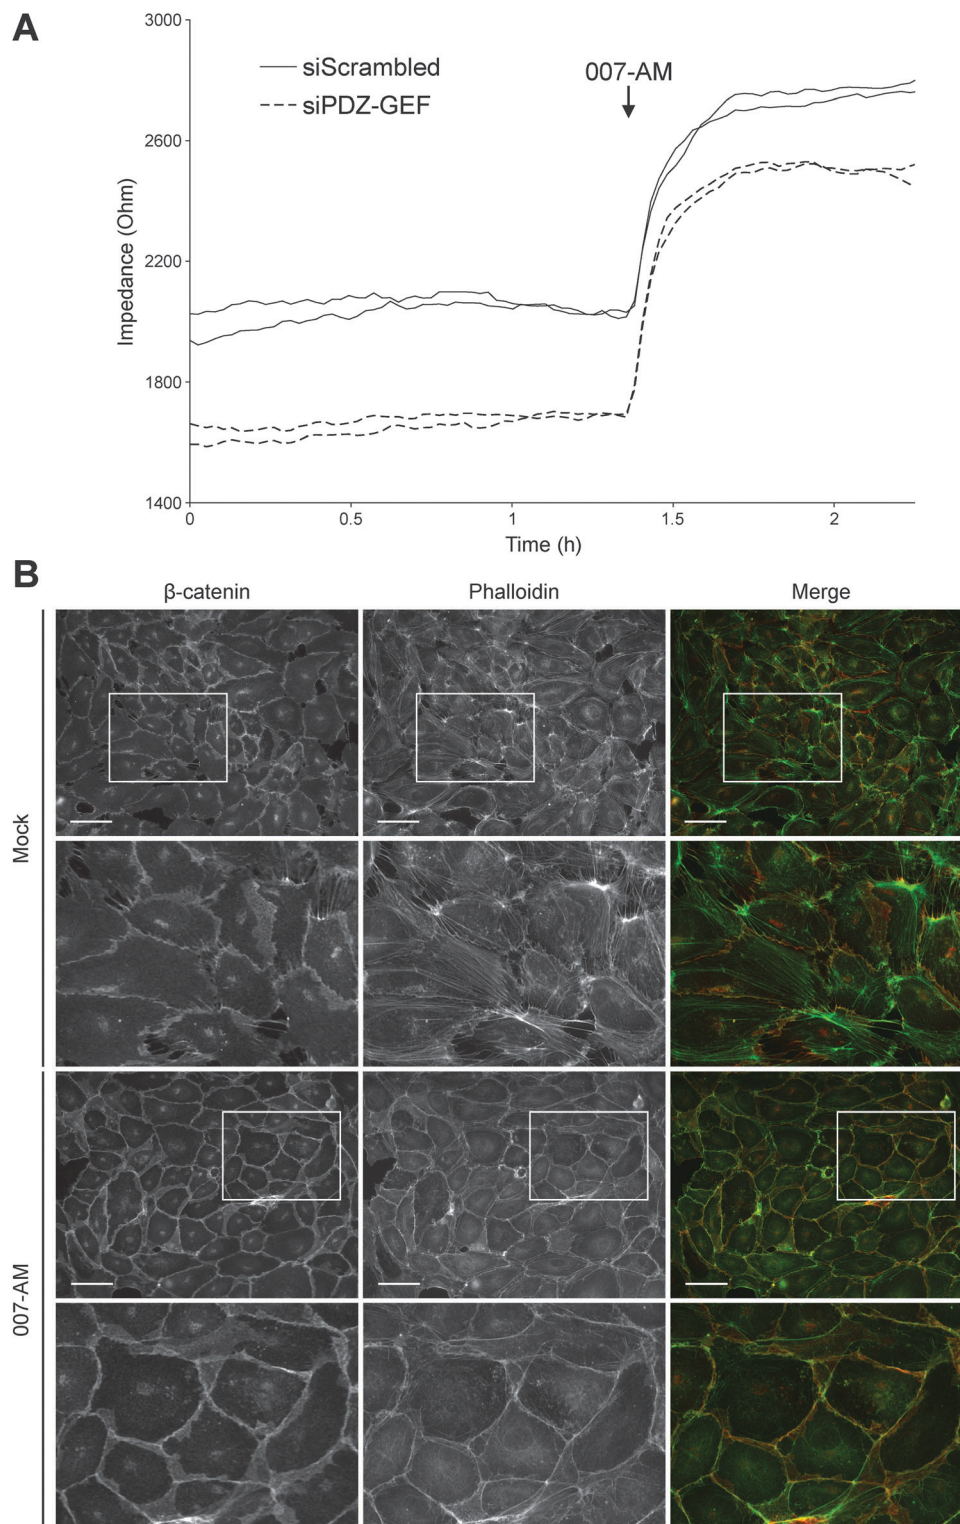 A
3000
2600
2200
1800
1400
Impedance (Ohm)
siScrambled
siPDZ-GEF
007-AM
0
0.5
1
1.5
2
Time (h)
B
β-catenin
Phalloidin
Merge
Mock
007-AM